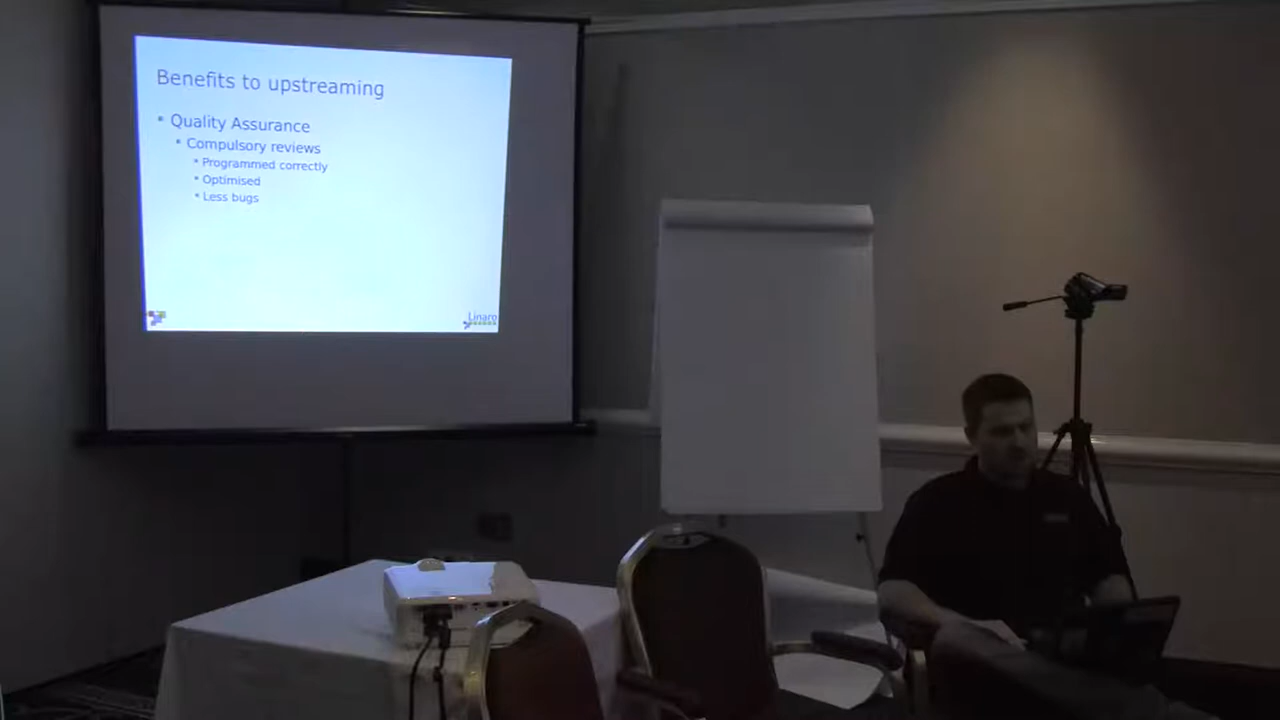 Benefits to upstreaming
• Quality Assurance
• Compulsory reviews
• Programmed correctly
• Optimised
• Less bugs
Linaro